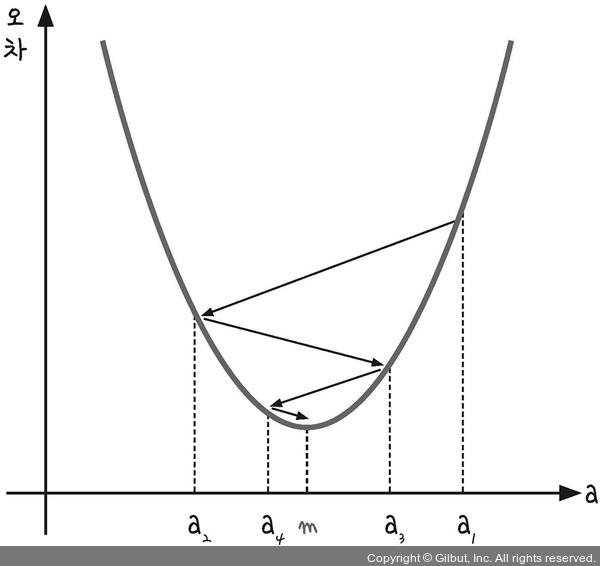 오
차
a
a₂ a₄ m a₃ a₁
Copyright © Gilbut, Inc. All rights reserved.